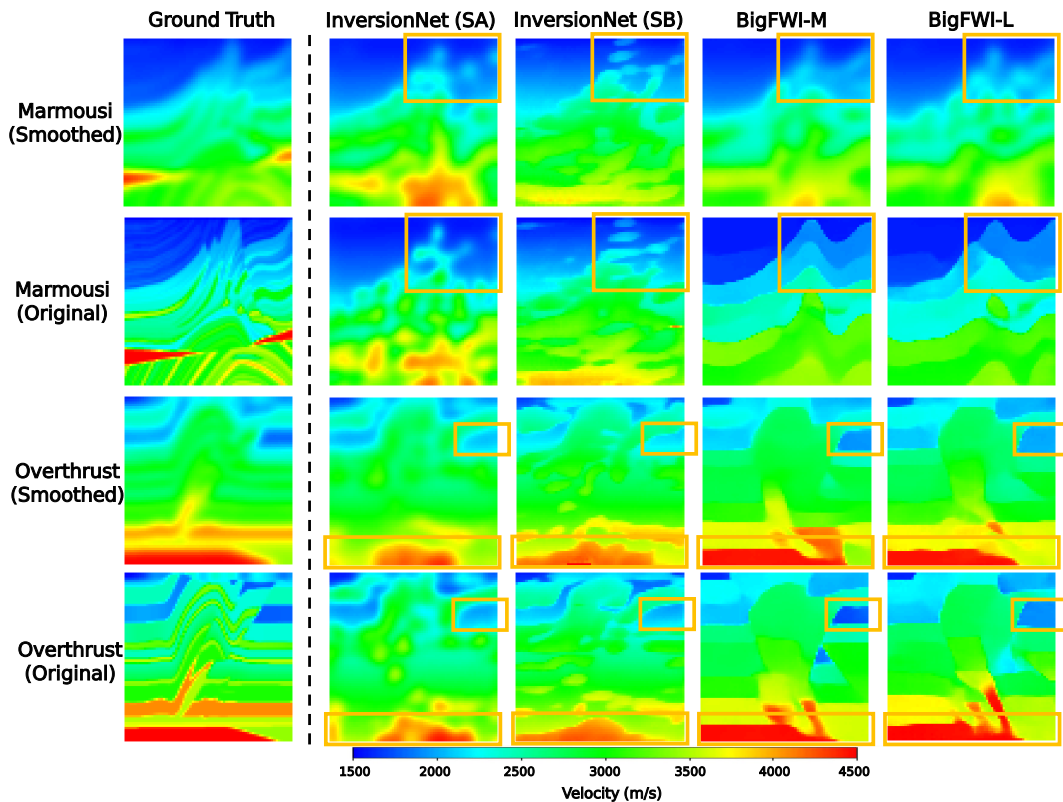 Ground Truth InversionNet (SA) InversionNet (SB) BigFWI-M BigFWI-L
Marmousi
(Smoothed)
Marmousi
(Original)
Overthrust
(Smoothed)
Overthrust
(Original)
1500 2000 2500 3000 3500 4000 4500
Velocity (m/s)